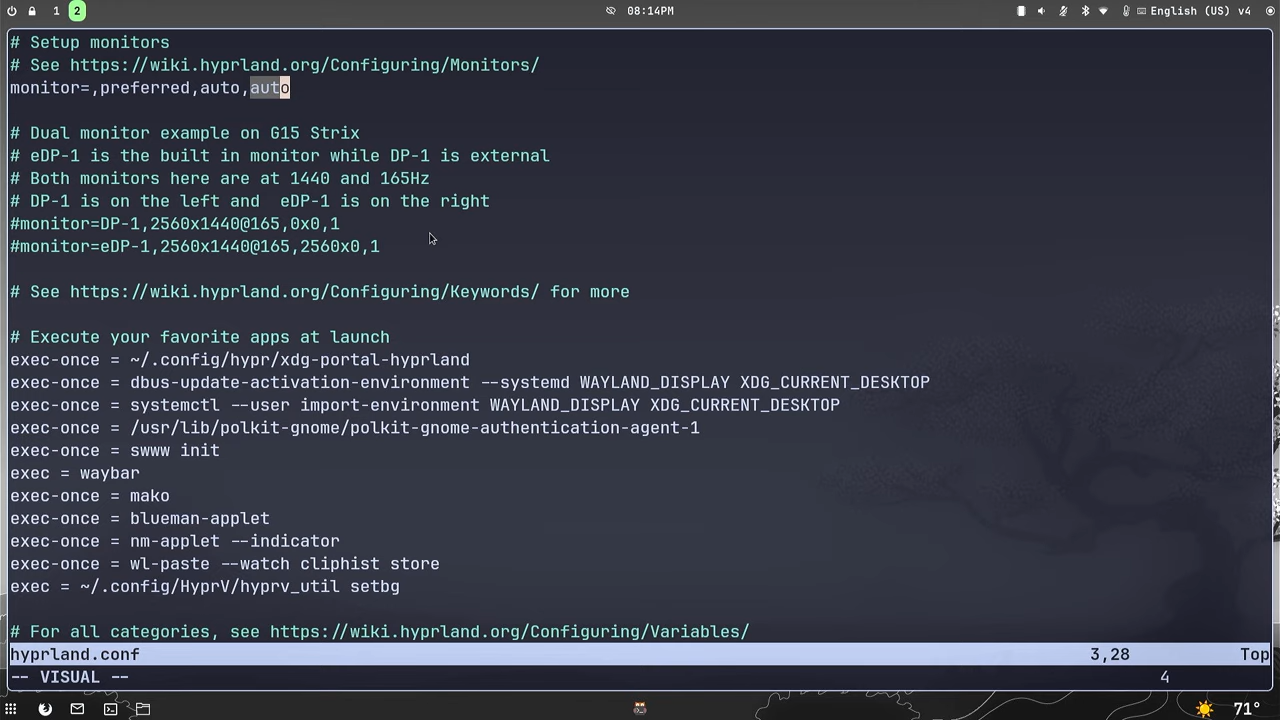 1 2 08:14PM English (US) v4
# Setup monitors
# See https://wiki.hyprland.org/Configuring/Monitors/
monitor=,preferred,auto,auto
# Dual monitor example on G15 Strix
# eDP-1 is the built in monitor while DP-1 is external
# Both monitors here are at 1440 and 165Hz
# DP-1 is on the left and  eDP-1 is on the right
#monitor=DP-1,2560x1440@165,0x0,1
#monitor=eDP-1,2560x1440@165,2560x0,1
# See https://wiki.hyprland.org/Configuring/Keywords/ for more
# Execute your favorite apps at launch
exec-once = ~/.config/hypr/xdg-portal-hyprland
exec-once = dbus-update-activation-environment --systemd WAYLAND_DISPLAY XDG_CURRENT_DESKTOP
exec-once = systemctl --user import-environment WAYLAND_DISPLAY XDG_CURRENT_DESKTOP
exec-once = /usr/lib/polkit-gnome/polkit-gnome-authentication-agent-1
exec-once = swww init
exec = waybar
exec-once = mako
exec-once = blueman-applet
exec-once = nm-applet --indicator
exec-once = wl-paste --watch cliphist store
exec = ~/.config/HyprV/hyprv_util setbg
# For all categories, see https://wiki.hyprland.org/Configuring/Variables/
hyprland.conf 3,28 Top
-- VISUAL -- 4
71°